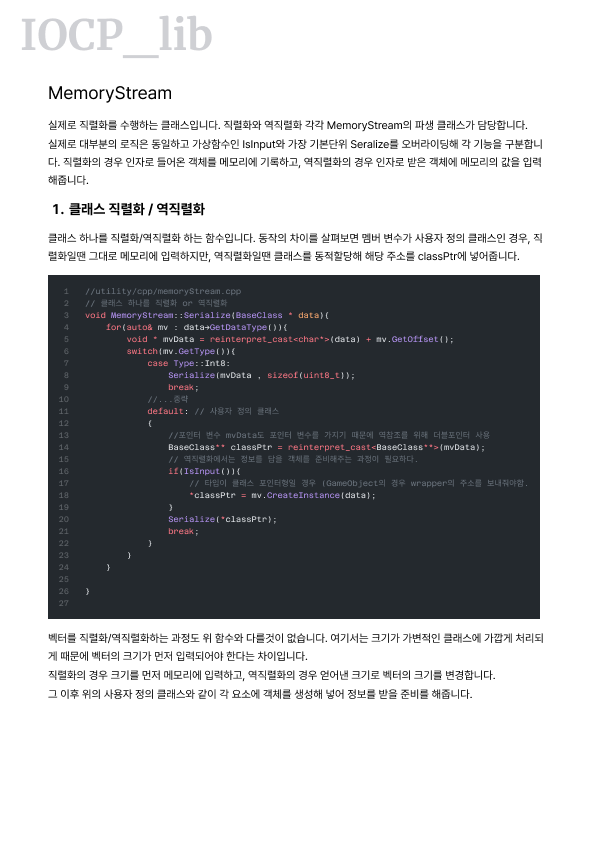 IOCP_lib
MemoryStream
실제로 직렬화를 수행하는 클래스입니다. 직렬화와 역직렬화 각각 MemoryStream의 파생 클래스가 담당합니다.
실제로 대부분의 로직은 동일하고 가상함수인 IsInput와 가장 기본단위 Seralize를 오버라이딩해 각 기능을 구분합니
다. 직렬화의 경우 인자로 들어온 객체를 메모리에 기록하고, 역직렬화의 경우 인자로 받은 객체에 메모리의 값을 입력
해줍니다.
1. 클래스 직렬화 / 역직렬화
클래스 하나를 직렬화/역직렬화 하는 함수입니다. 동작의 차이를 살펴보면 멤버 변수가 사용자 정의 클래스인 경우, 직
렬화일땐 그대로 메모리에 입력하지만, 역직렬화일땐 클래스를 동적할당해 해당 주소를 classPtr에 넣어줍니다.
1 //utility/cpp/memoryStream.cpp
2 // 클래스 하나를 직렬화 or 역직렬화
3 void MemoryStream::Serialize(BaseClass * data){
4 for(auto& mv : data→GetDataType()){
5 void * mvData = reinterpret_cast<char*>(data) + mv.GetOffset();
6 switch(mv.GetType()){
7 case Type::Int8:
8 Serialize(mvData , sizeof(uint8_t));
9 break;
10 //...중략
11 default: // 사용자 정의 클래스
12 {
13 //포인터 변수 mvData도 포인터 변수를 가지기 때문에 역참조를 위해 더블포인터 사용
14 BaseClass** classPtr = reinterpret_cast<BaseClass**>(mvData);
15 // 역직렬화에서는 정보를 담을 객체를 준비해주는 과정이 필요하다.
16 if(IsInput()){
17 // 타입이 클래스 포인터형일 경우 (GameObject의 경우 wrapper의 주소를 보내줘야함.
18 *classPtr = mv.CreateInstance(data);
19 }
20 Serialize(*classPtr);
21 break;
22 }
23 }
24 }
25
26 }
27
벡터를 직렬화/역직렬화하는 과정도 위 함수와 다를것이 없습니다. 여기서는 크기가 가변적인 클래스에 가깝게 처리되
게 때문에 벡터의 크기가 먼저 입력되어야 한다는 차이입니다.
직렬화의 경우 크기를 먼저 메모리에 입력하고, 역직렬화의 경우 얻어낸 크기로 벡터의 크기를 변경합니다.
그 이후 위의 사용자 정의 클래스와 같이 각 요소에 객체를 생성해 넣어 정보를 받을 준비를 해줍니다.